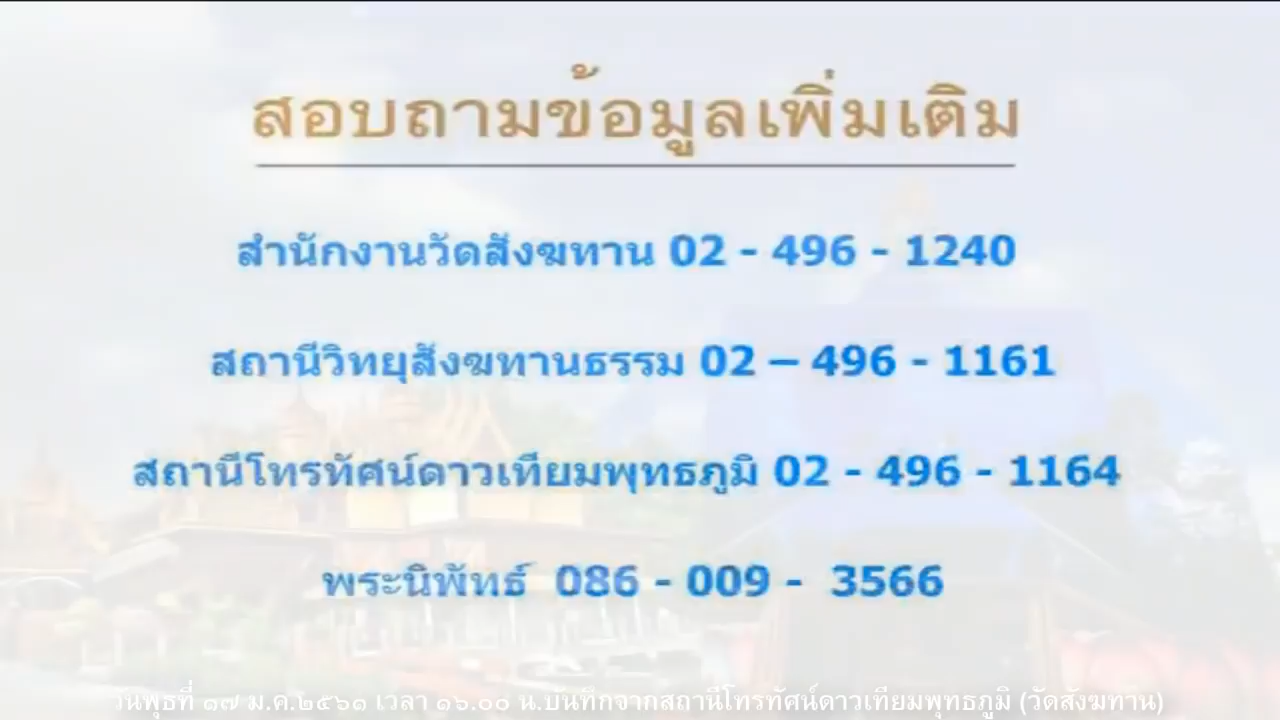 สอบถามข้อมูลเพิ่มเติม
สำนักงานวัดสังฆทาน 02 - 496 - 1240
สถานีวิทยุสังฆทานธรรม 02 – 496 - 1161
สถานีโทรทัศน์ดาวเทียมพุทธภูมิ 02 - 496 - 1164
พระนิพัทธ์ 086 - 009 - 3566
วันพุธที่ ๑๗ ม.ค.๒๕๖๑ เวลา ๑๖.๐๐ น.บันทึกจากสถานีโทรทัศน์ดาวเทียมพุทธภูมิ (วัดสังฆทาน)